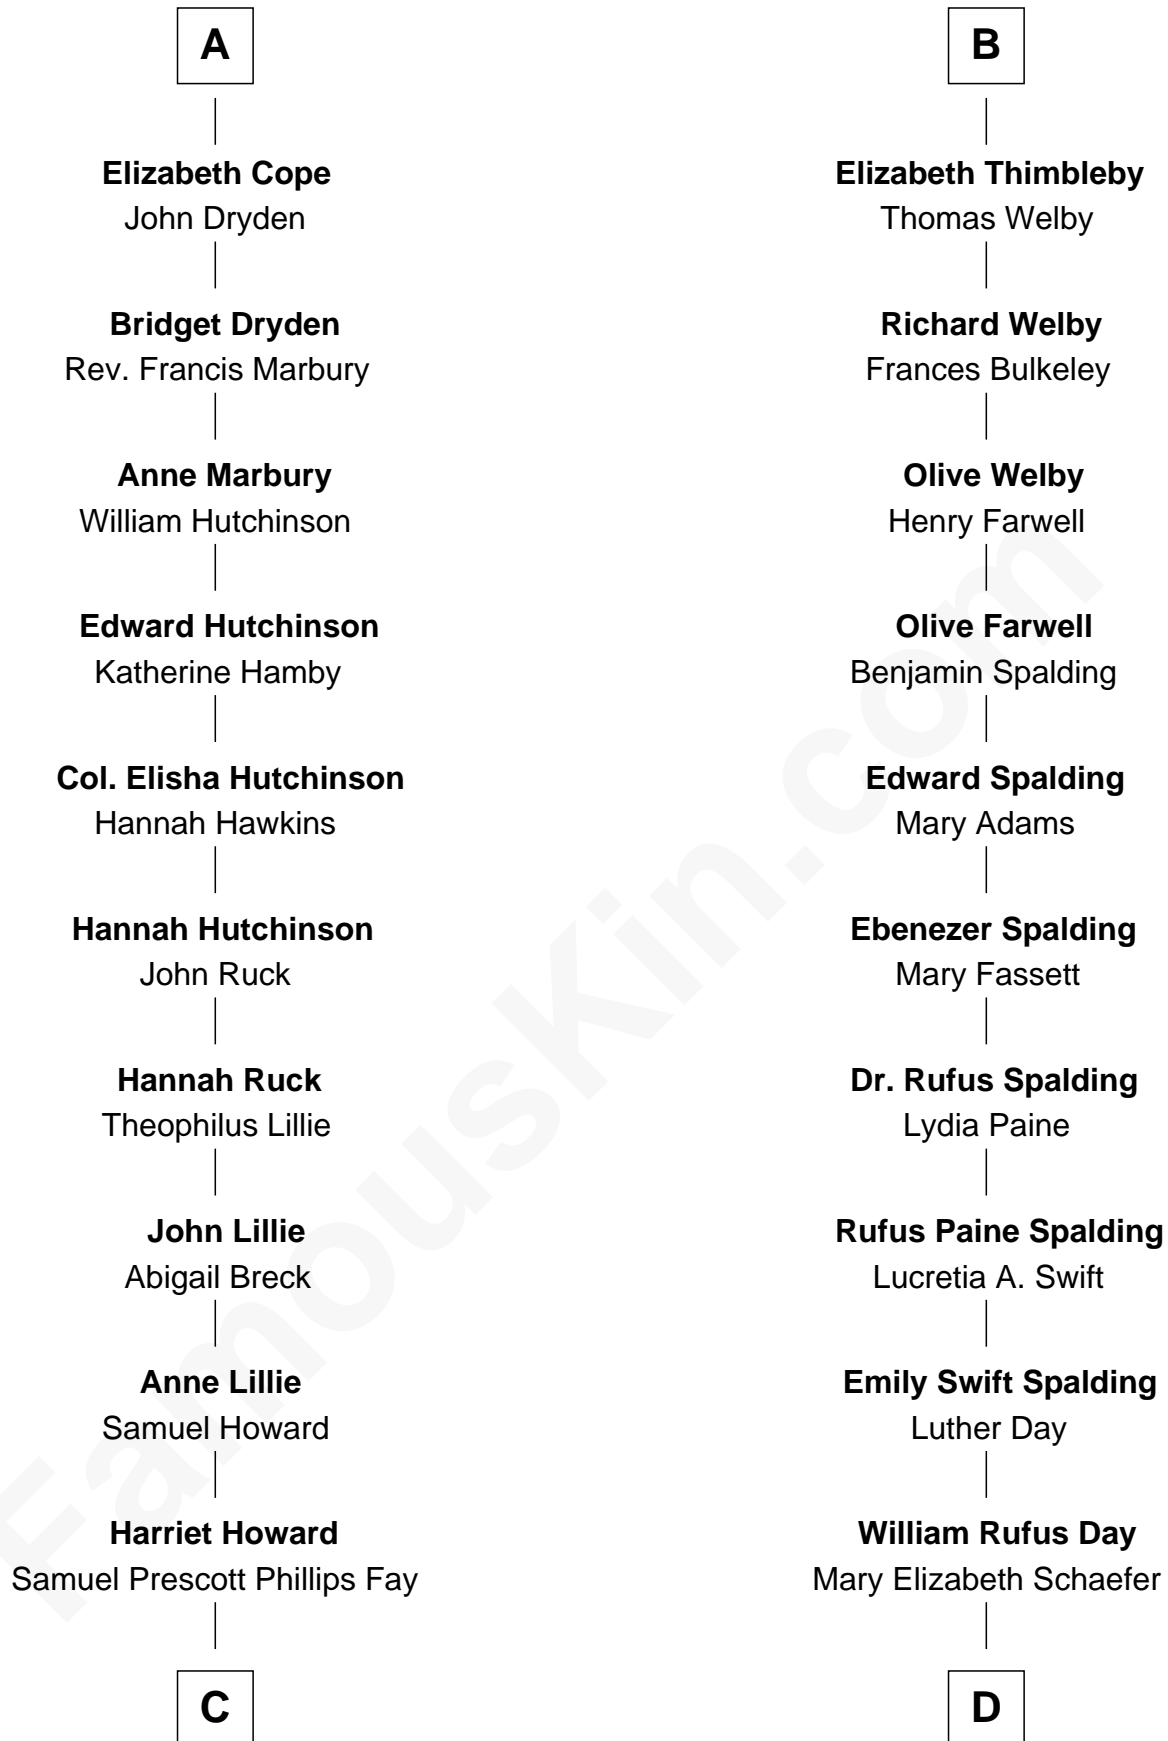 A
Elizabeth Cope
John Dryden
Bridget Dryden
Rev. Francis Marbury
Anne Marbury
William Hutchinson
Edward Hutchinson
Katherine Hamby
Col. Elisha Hutchinson
Hannah Hawkins
Hannah Hutchinson
John Ruck
Hannah Ruck
Theophilus Lillie
John Lillie
Abigail Breck
Anne Lillie
Samuel Howard
Harriet Howard
Samuel Prescott Phillips Fay
C
B
Elizabeth Thimbleby
Thomas Welby
Richard Welby
Frances Bulkeley
Olive Welby
Henry Farwell
Olive Farwell
Benjamin Spalding
Edward Spalding
Mary Adams
Ebenezer Spalding
Mary Fassett
Dr. Rufus Spalding
Lydia Paine
Rufus Paine Spalding
Lucretia A. Swift
Emily Swift Spalding
Luther Day
William Rufus Day
Mary Elizabeth Schaefer
D
FamousKin.com